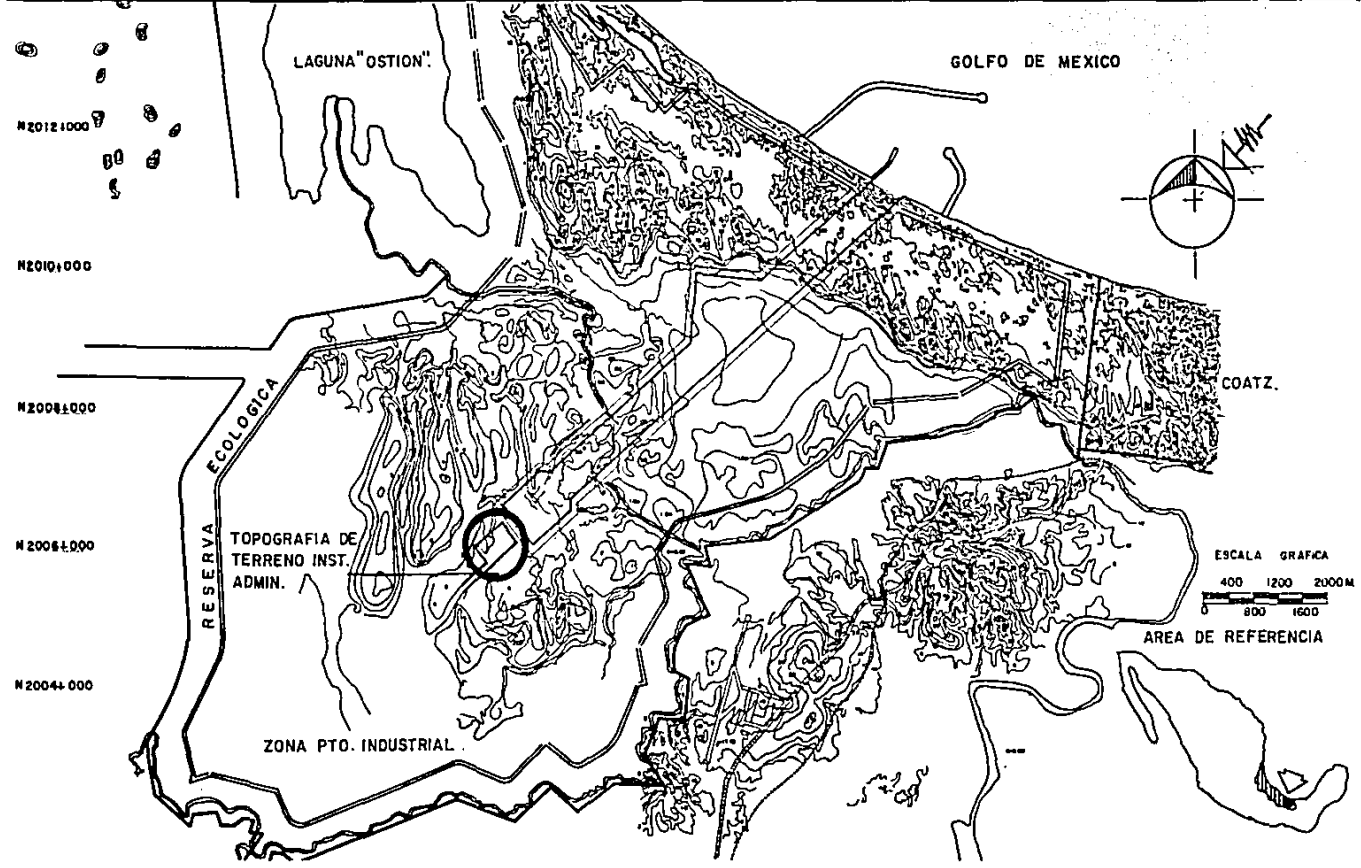 LAGUNA "OSTION".
GOLFO DE MEXICO
N2012+000
N2010+000
N2008+000
COATZ.
RESERVA ECOLOGICA
TOPOGRAFIA DE
TERRENO INST.
ADMIN.
N2006+000
ESCALA GRAFICA
400 1200 2000M
0 800 1600
AREA DE REFERENCIA
N2004+000
ZONA PTO. INDUSTRIAL.